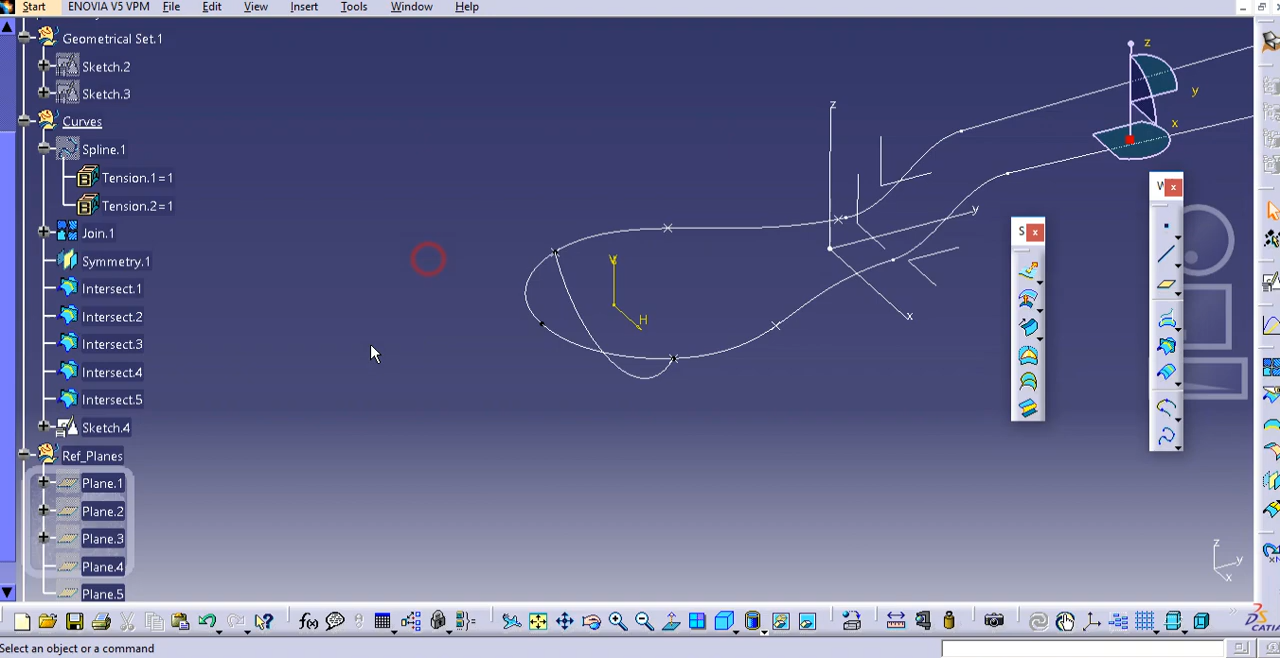 Start ENOVIA V5 VPM File Edit View Insert Tools Window Help
Geometrical Set.1
Sketch.2
Sketch.3
Curves
Spline.1
Tension.1=1
Tension.2=1
Join.1
Symmetry.1
Intersect.1
Intersect.2
Intersect.3
Intersect.4
Intersect.5
Sketch.4
Ref_Planes
Plane.1
Plane.2
Plane.3
Plane.4
Plane.5
z
y
x
z
y
x
V
H
W
S
z
y
x
f(x)
CATIA
Select an object or a command